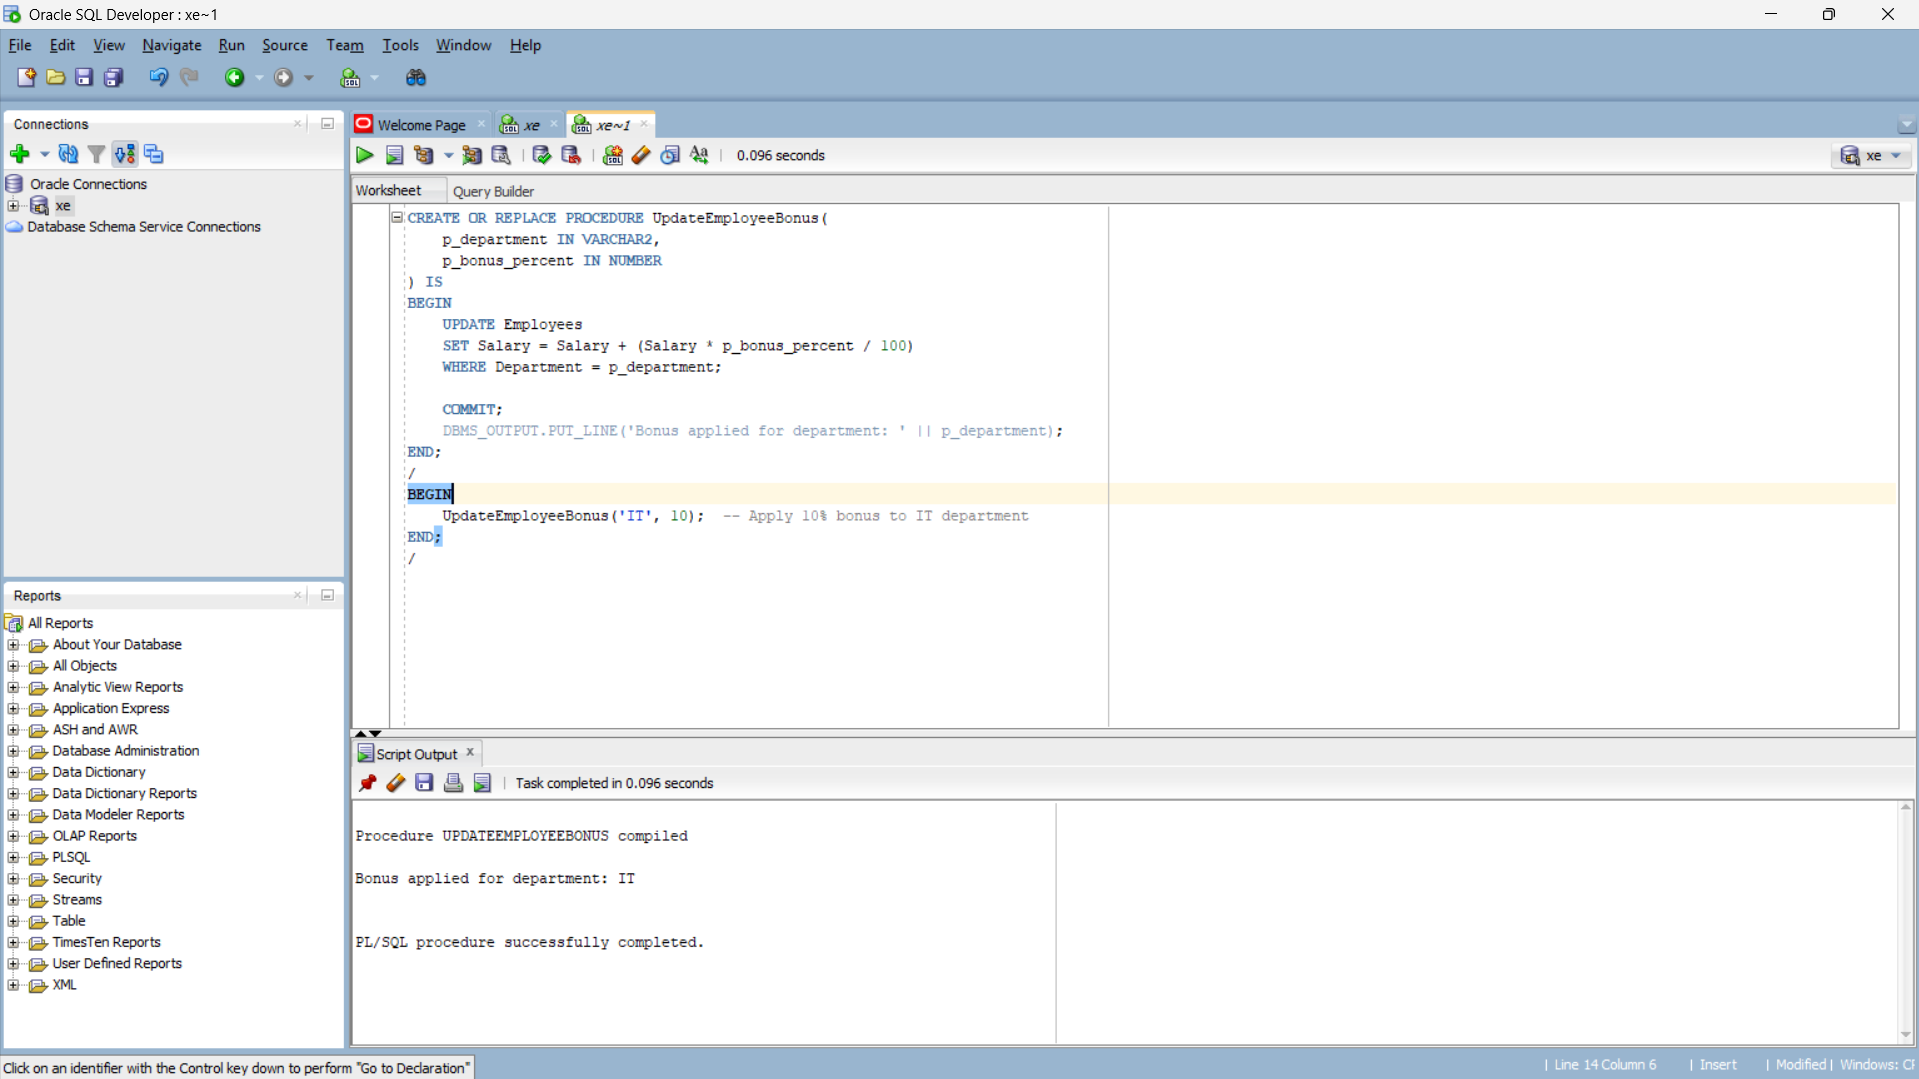 Oracle SQL Developer : xe~1
File Edit View Navigate Run Source Team Tools Window Help
Connections
Oracle Connections
xe
Database Schema Service Connections
Reports
All Reports
About Your Database
All Objects
Analytic View Reports
Application Express
ASH and AWR
Database Administration
Data Dictionary
Data Dictionary Reports
Data Modeler Reports
OLAP Reports
PLSQL
Security
Streams
Table
TimesTen Reports
User Defined Reports
XML
Welcome Page xe xe~1
0.096 seconds
xe
Worksheet Query Builder
CREATE OR REPLACE PROCEDURE UpdateEmployeeBonus(
    p_department IN VARCHAR2,
    p_bonus_percent IN NUMBER
) IS
BEGIN
    UPDATE Employees
    SET Salary = Salary + (Salary * p_bonus_percent / 100)
    WHERE Department = p_department;
    COMMIT;
    DBMS_OUTPUT.PUT_LINE('Bonus applied for department: ' || p_department);
END;
/
BEGIN
    UpdateEmployeeBonus('IT', 10);  -- Apply 10% bonus to IT department
END;
/
Script Output
Task completed in 0.096 seconds
Procedure UPDATEEMPLOYEEBONUS compiled
Bonus applied for department: IT
PL/SQL procedure successfully completed.
Click on an identifier with the Control key down to perform "Go to Declaration"
Line 14 Column 6 | Insert | Modified | Windows: